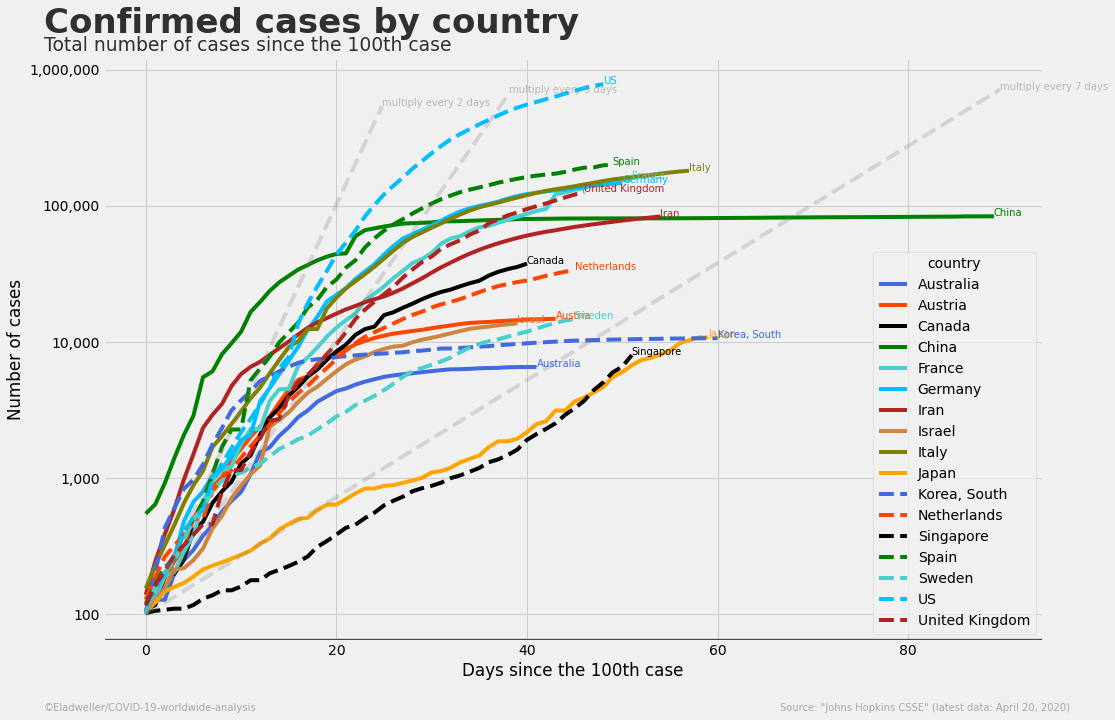 Confirmed cases by country
Total number of cases since the 100th case
1,000,000
100,000
10,000
1,000
100
Number of cases
0
20
40
60
80
Days since the 100th case
multiply every 2 days
multiply every 3 days
multiply every 7 days
US
Spain
Italy
France
Germany
United Kingdom
Iran
China
Canada
Netherlands
Austria
Sweden
Israel
Japan
Korea, South
Singapore
Australia
country
Australia
Austria
Canada
China
France
Germany
Iran
Israel
Italy
Japan
Korea, South
Netherlands
Singapore
Spain
Sweden
US
United Kingdom
©Eladweller/COVID-19-worldwide-analysis
Source: "Johns Hopkins CSSE" (latest data: April 20, 2020)